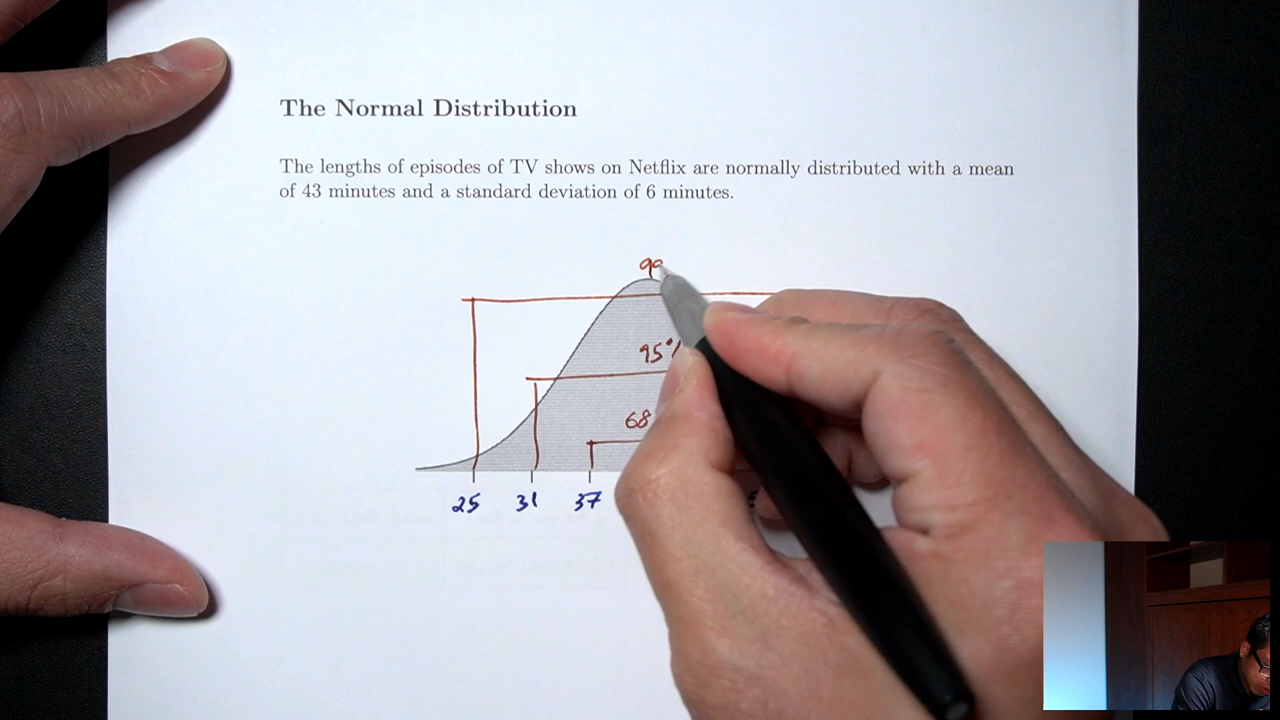 The Normal Distribution
The lengths of episodes of TV shows on Netflix are normally distributed with a mean
of 43 minutes and a standard deviation of 6 minutes.
99
95%
68
25 31 37